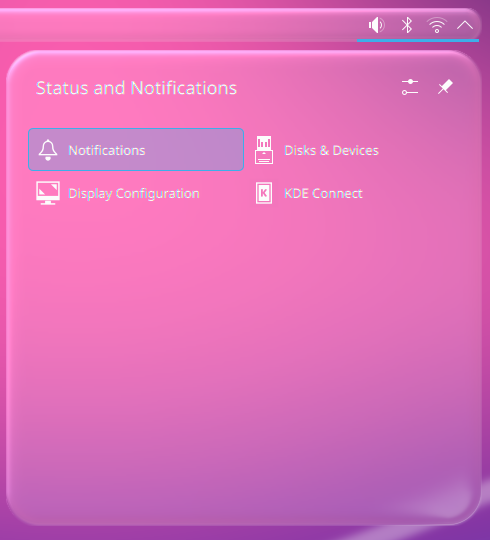 Status and Notifications
Notifications
Disks & Devices
Display Configuration
KDE Connect